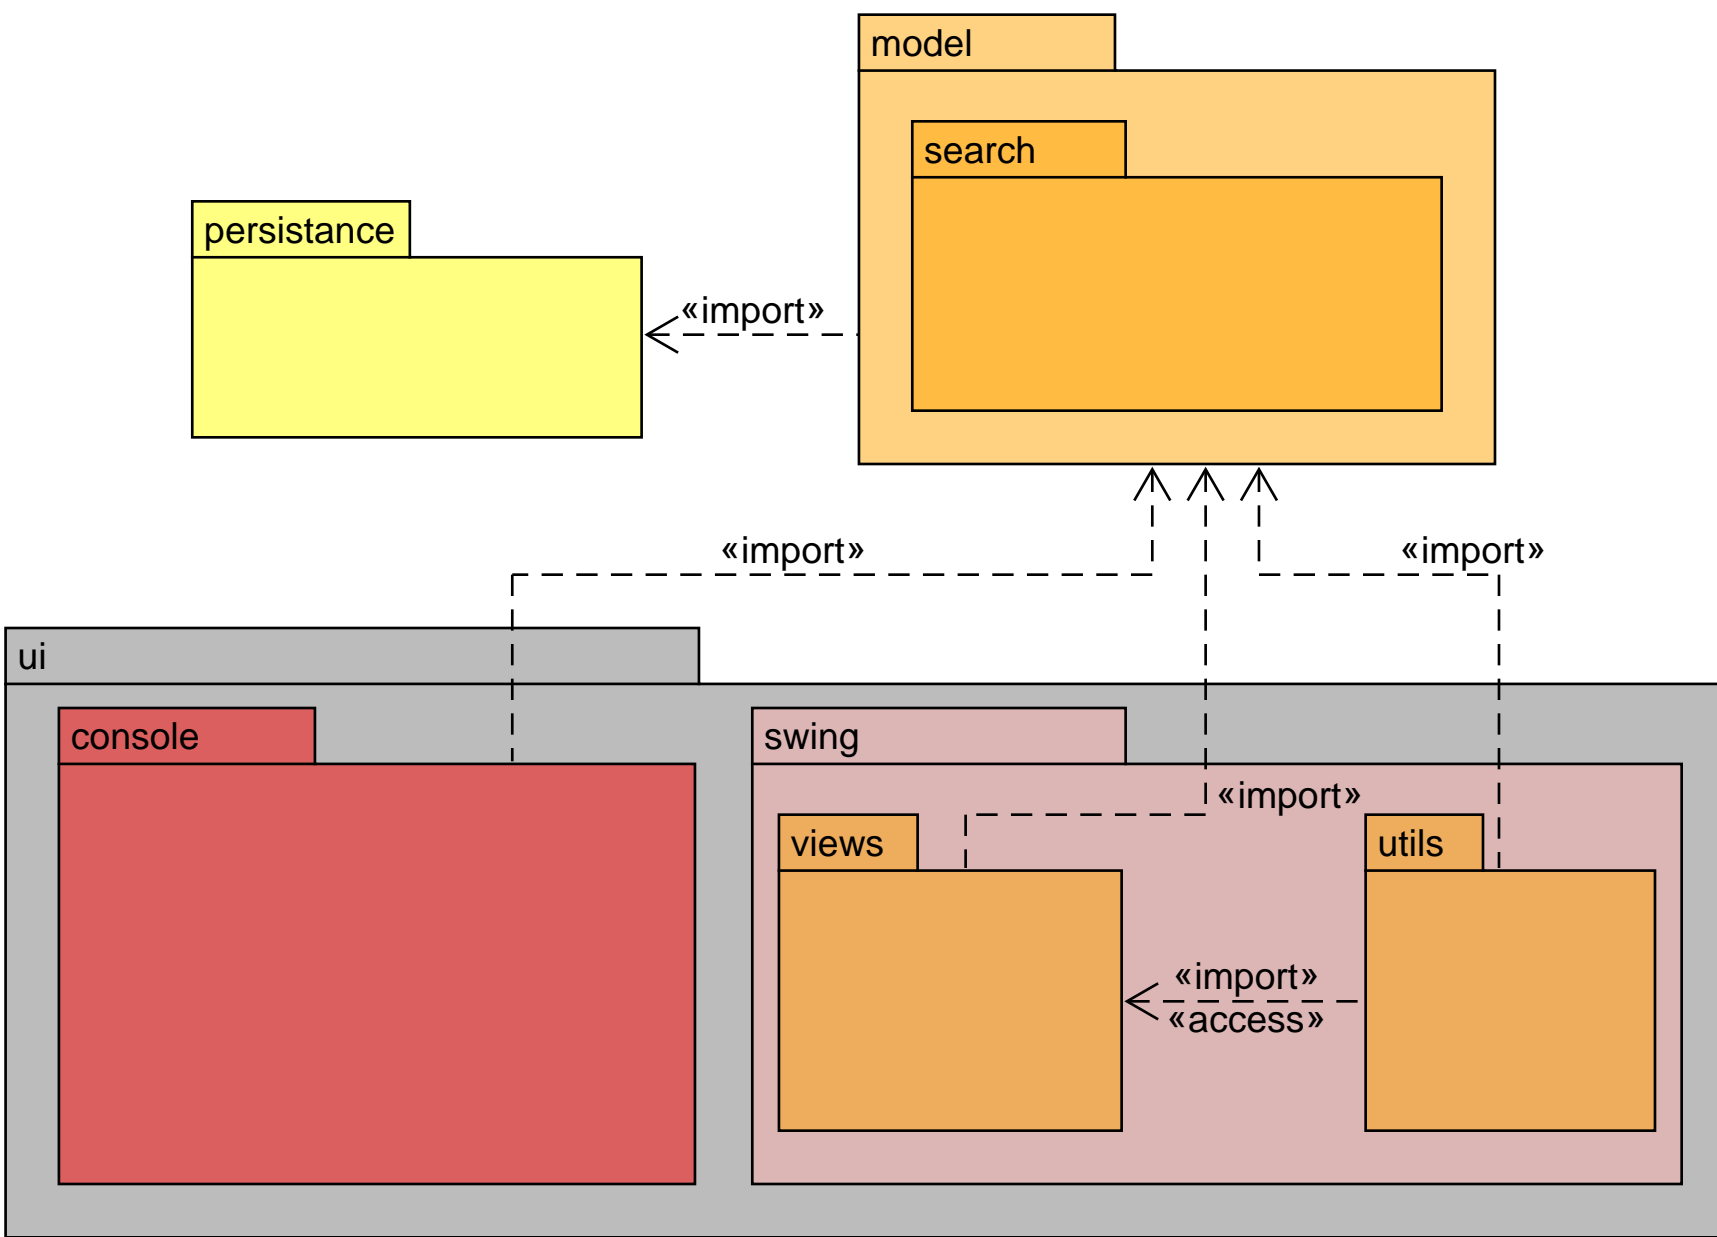 model
search
persistance
«import»
«import»
«import»
ui
console
swing
«import»
views
utils
«import»
«access»